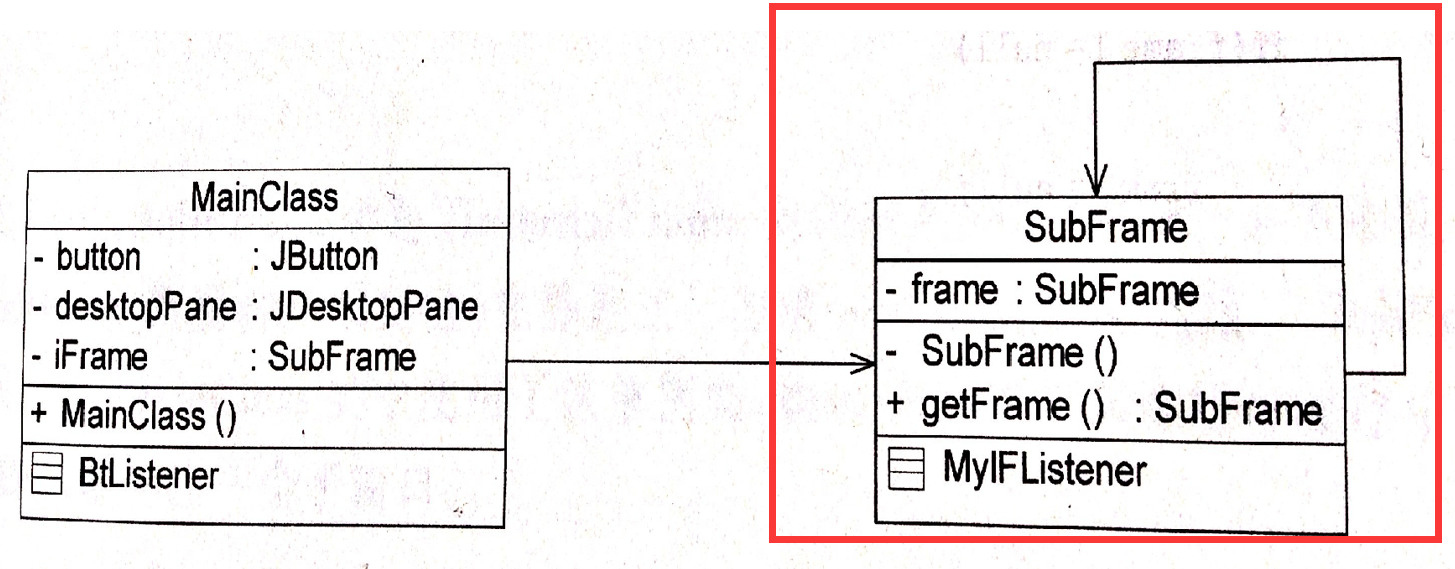 MainClass
- button : JButton
- desktopPane : JDesktopPane
- iFrame : SubFrame
+ MainClass ()
BtListener
SubFrame
- frame : SubFrame
- SubFrame ()
+ getFrame () : SubFrame
MyIFListener